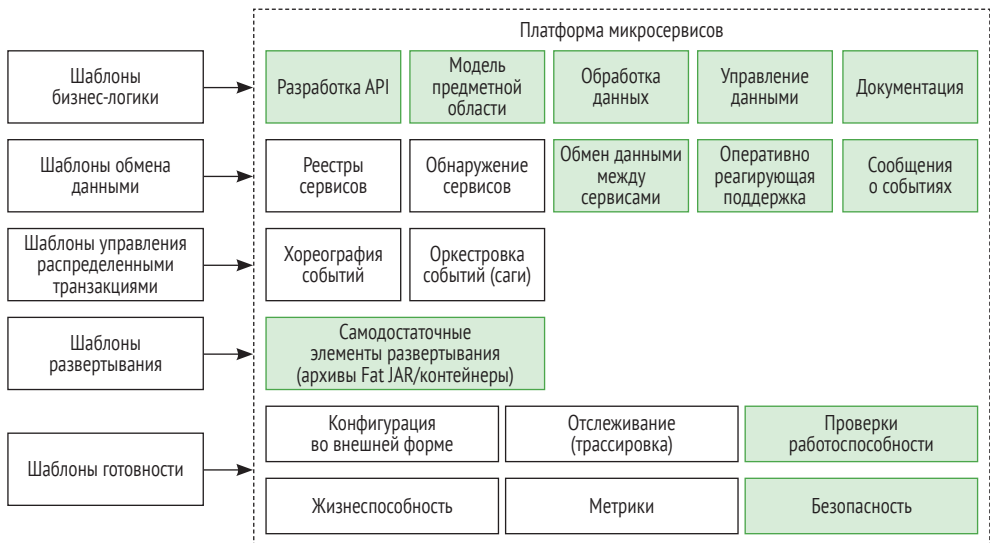 Платформа микросервисов
Шаблоны
бизнес-логики
Разработка API
Модель
предметной
области
Обработка
данных
Управление
данными
Документация
Шаблоны обмена
данными
Реестры
сервисов
Обнаружение
сервисов
Обмен данными
между
сервисами
Оперативно
реагирующая
поддержка
Сообщения
о событиях
Шаблоны управления
распределенными
транзакциями
Хореография
событий
Оркестровка
событий (саги)
Шаблоны
развертывания
Самодостаточные
элементы развертывания
(архивы Fat JAR/контейнеры)
Шаблоны готовности
Конфигурация
во внешней форме
Отслеживание
(трассировка)
Проверки
работоспособности
Жизнеспособность
Метрики
Безопасность